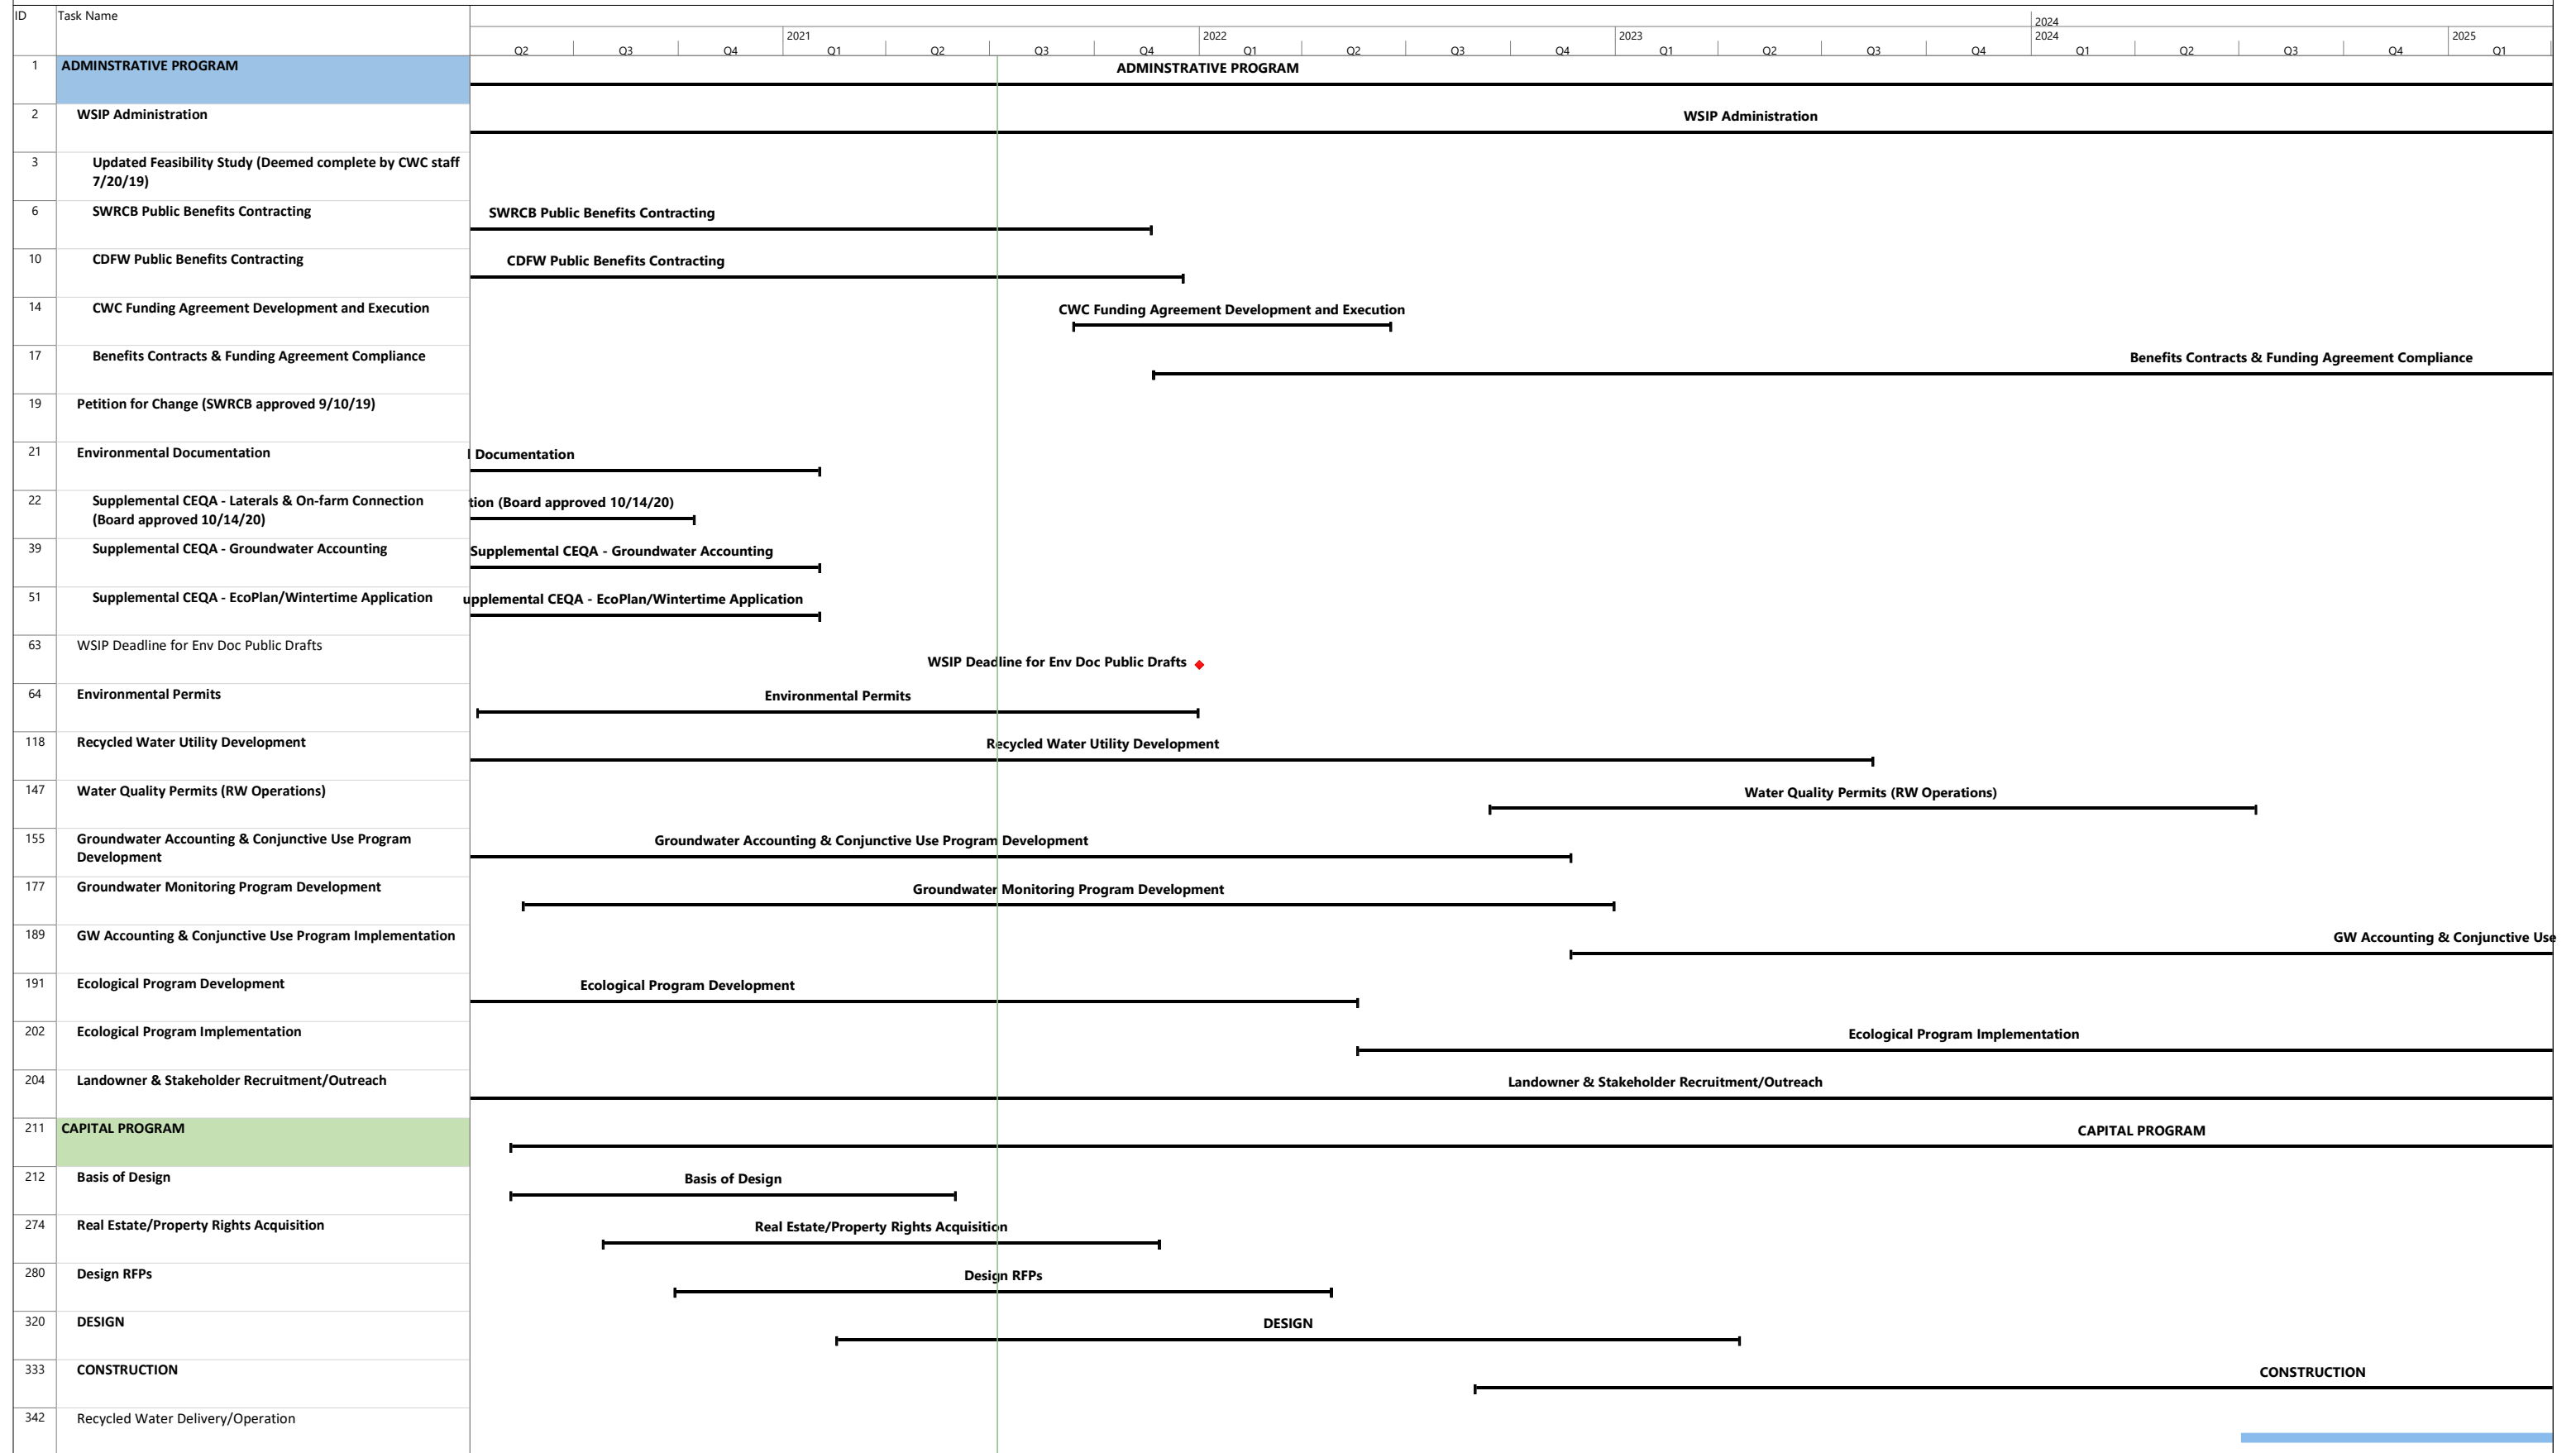 ID Task Name
2024
2021 2022 2023 2024 2025
Q2 Q3 Q4 Q1 Q2 Q3 Q4 Q1 Q2 Q3 Q4 Q1 Q2 Q3 Q4 Q1 Q2 Q3 Q4 Q1
1 ADMINSTRATIVE PROGRAM ADMINSTRATIVE PROGRAM
2 WSIP Administration WSIP Administration
3 Updated Feasibility Study (Deemed complete by CWC staff
7/20/19)
6 SWRCB Public Benefits Contracting SWRCB Public Benefits Contracting
10 CDFW Public Benefits Contracting CDFW Public Benefits Contracting
14 CWC Funding Agreement Development and Execution CWC Funding Agreement Development and Execution
17 Benefits Contracts & Funding Agreement Compliance Benefits Contracts & Funding Agreement Compliance
19 Petition for Change (SWRCB approved 9/10/19)
21 Environmental Documentation l Documentation
22 Supplemental CEQA - Laterals & On-farm Connection tion (Board approved 10/14/20)
(Board approved 10/14/20)
39 Supplemental CEQA - Groundwater Accounting Supplemental CEQA - Groundwater Accounting
51 Supplemental CEQA - EcoPlan/Wintertime Application upplemental CEQA - EcoPlan/Wintertime Application
63 WSIP Deadline for Env Doc Public Drafts
WSIP Deadline for Env Doc Public Drafts
64 Environmental Permits Environmental Permits
118 Recycled Water Utility Development Recycled Water Utility Development
147 Water Quality Permits (RW Operations) Water Quality Permits (RW Operations)
155 Groundwater Accounting & Conjunctive Use Program Groundwater Accounting & Conjunctive Use Program Development
Development
177 Groundwater Monitoring Program Development Groundwater Monitoring Program Development
189 GW Accounting & Conjunctive Use Program Implementation GW Accounting & Conjunctive Use
191 Ecological Program Development Ecological Program Development
202 Ecological Program Implementation Ecological Program Implementation
204 Landowner & Stakeholder Recruitment/Outreach Landowner & Stakeholder Recruitment/Outreach
211 CAPITAL PROGRAM CAPITAL PROGRAM
212 Basis of Design Basis of Design
274 Real Estate/Property Rights Acquisition Real Estate/Property Rights Acquisition
280 Design RFPs Design RFPs
320 DESIGN DESIGN
333 CONSTRUCTION CONSTRUCTION
342 Recycled Water Delivery/Operation